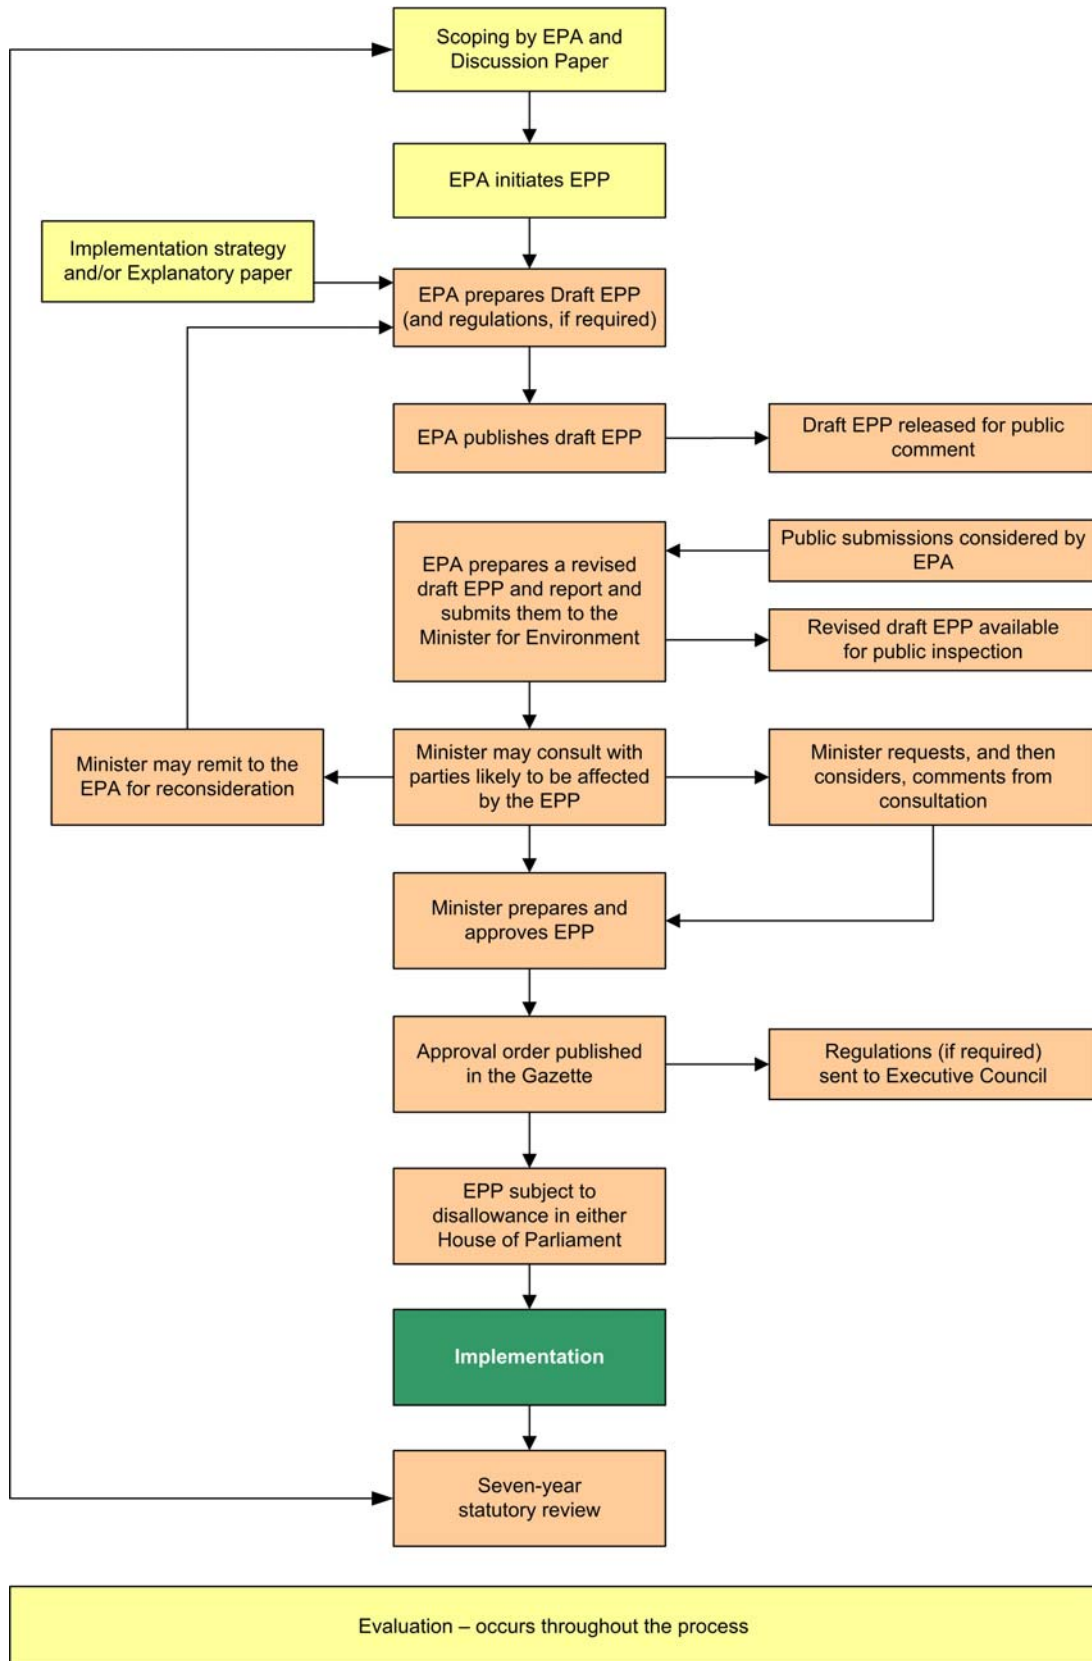 Scoping by EPA and
Discussion Paper
EPA initiates EPP
Implementation strategy
and/or Explanatory paper
EPA prepares Draft EPP
(and regulations, if required)
EPA publishes draft EPP
Draft EPP released for public
comment
Public submissions considered by
EPA
EPA prepares a revised
draft EPP and report and
submits them to the
Minister for Environment
Revised draft EPP available
for public inspection
Minister may remit to the
EPA for reconsideration
Minister may consult with
parties likely to be affected
by the EPP
Minister requests, and then
considers, comments from
consultation
Minister prepares and
approves EPP
Approval order published
in the Gazette
Regulations (if required)
sent to Executive Council
EPP subject to
disallowance in either
House of Parliament
Implementation
Seven-year
statutory review
Evaluation – occurs throughout the process